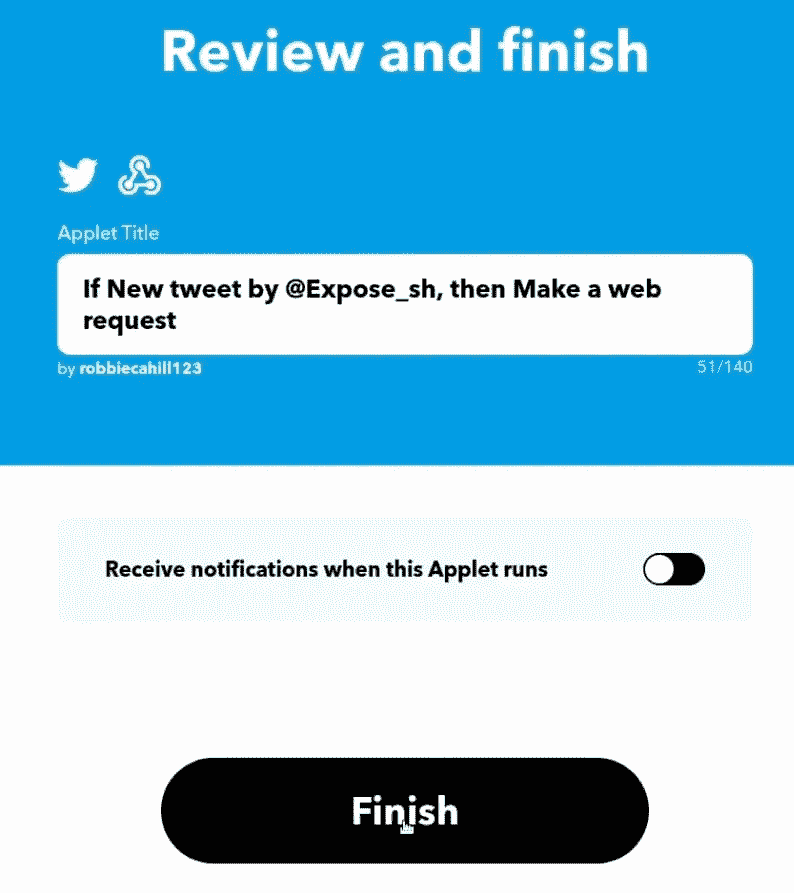 Review and finish
Applet Title
If New tweet by @Expose_sh, then Make a web
request
by robbiecahill123
51/140
Receive notifications when this Applet runs
Finish